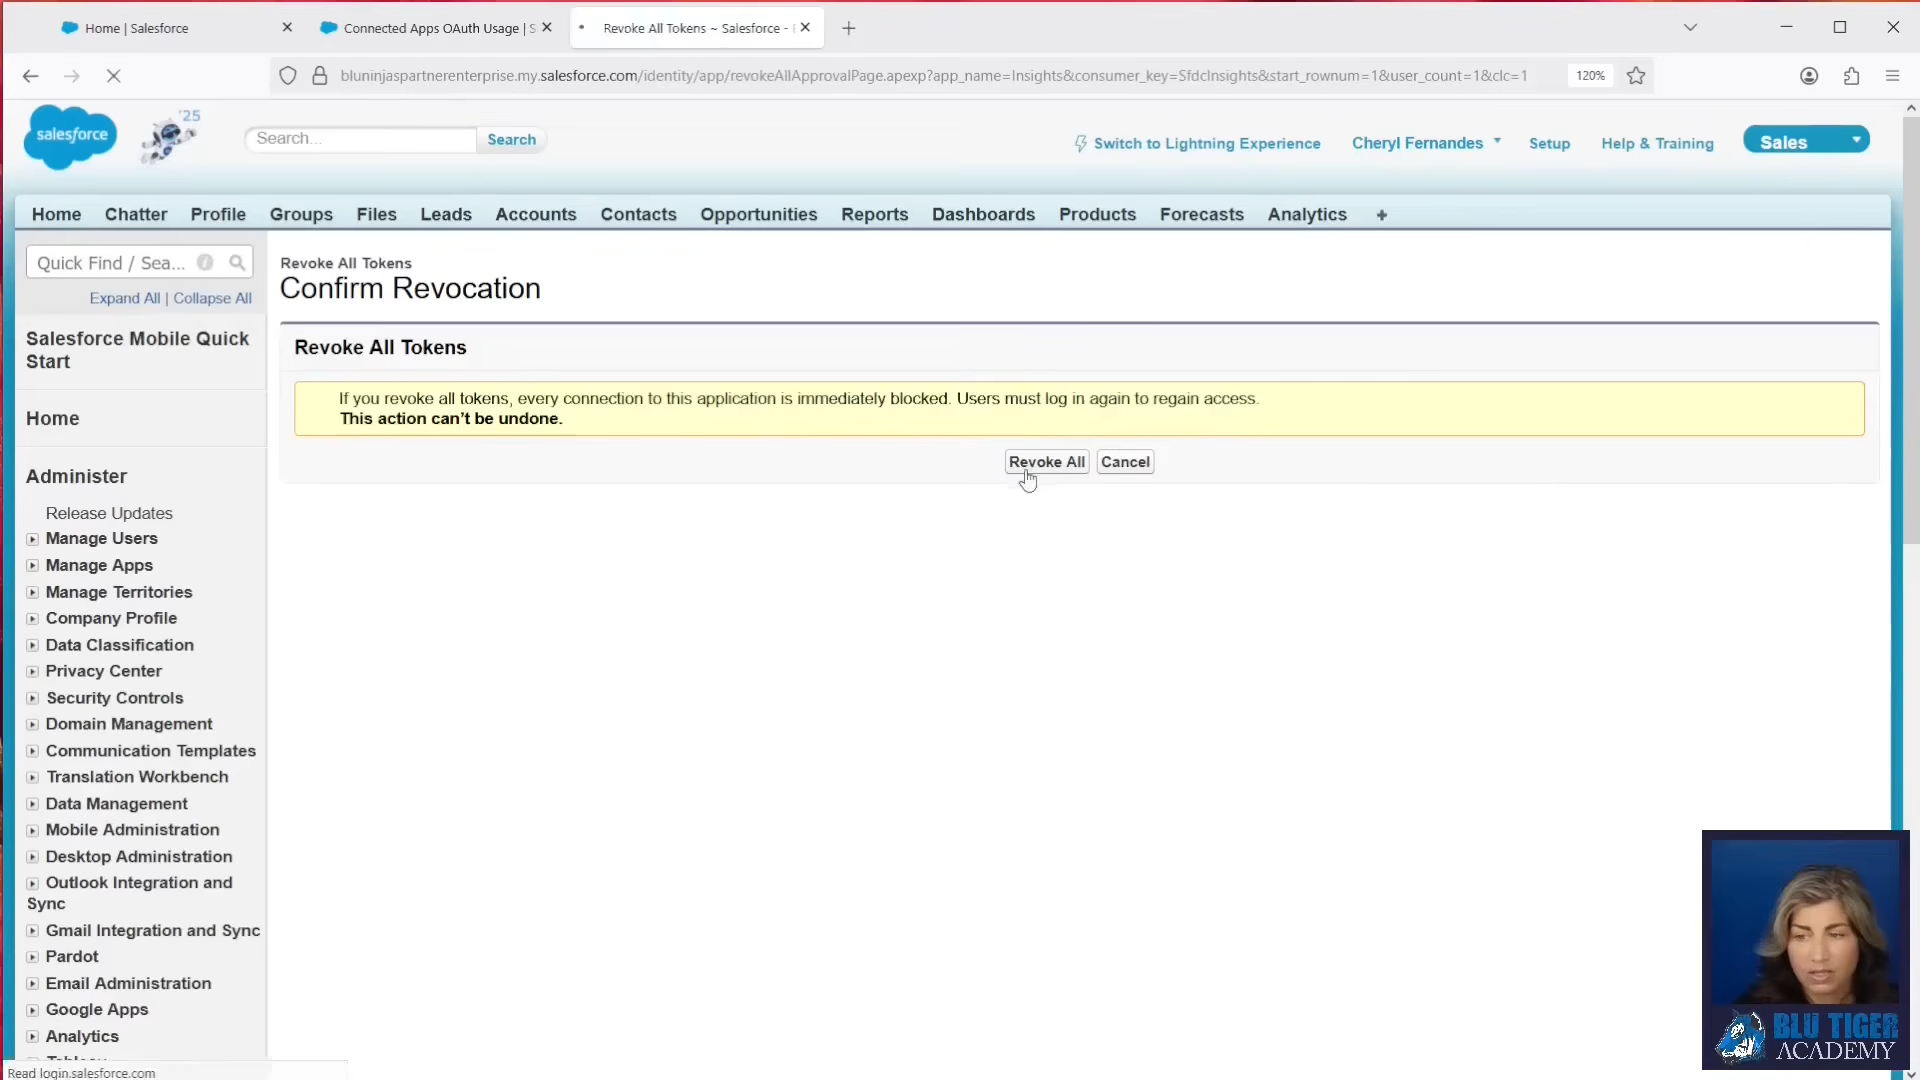 Home | Salesforce
Connected Apps OAuth Usage | S
Revoke All Tokens ~ Salesforce -
bluninjaspartnerenterprise.my.salesforce.com/identity/app/revokeAllApprovalPage.apexp?app_name=Insights&consumer_key=SfdcInsights&start_rownum=1&user_count=1&clc=1
120%
salesforce
'25
Search...
Search
Switch to Lightning Experience
Cheryl Fernandes
Setup
Help & Training
Sales
Home Chatter Profile Groups Files Leads Accounts Contacts Opportunities Reports Dashboards Products Forecasts Analytics +
Quick Find / Sea...
Expand All | Collapse All
Salesforce Mobile Quick
Start
Home
Administer
Release Updates
Manage Users
Manage Apps
Manage Territories
Company Profile
Data Classification
Privacy Center
Security Controls
Domain Management
Communication Templates
Translation Workbench
Data Management
Mobile Administration
Desktop Administration
Outlook Integration and
Sync
Gmail Integration and Sync
Pardot
Email Administration
Google Apps
Analytics
Read login.salesforce.com
Revoke All Tokens
Confirm Revocation
Revoke All Tokens
If you revoke all tokens, every connection to this application is immediately blocked. Users must log in again to regain access.
This action can't be undone.
Revoke All
Cancel
BLU TIGER
ACADEMY